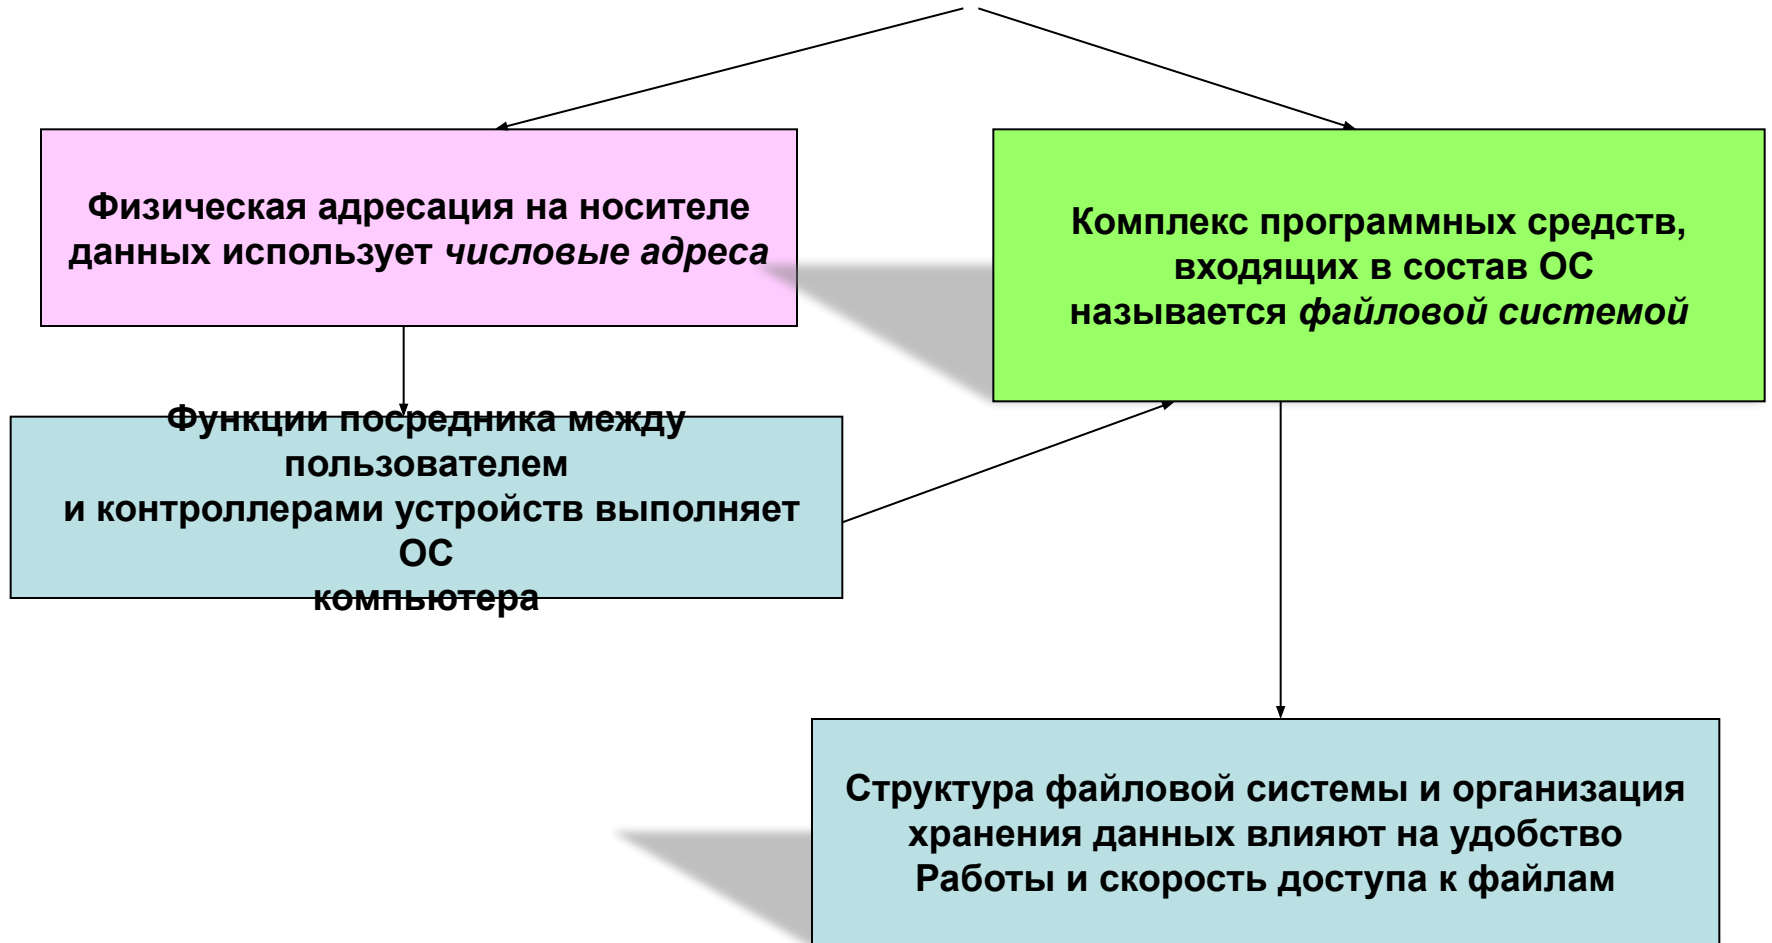 Физическая адресация на носителе
данных использует числовые адреса
Комплекс программных средств,
входящих в состав ОС
называется файловой системой
Функции посредника между
пользователем
и контроллерами устройств выполняет
ОС
компьютера
Структура файловой системы и организация
хранения данных влияют на удобство
Работы и скорость доступа к файлам